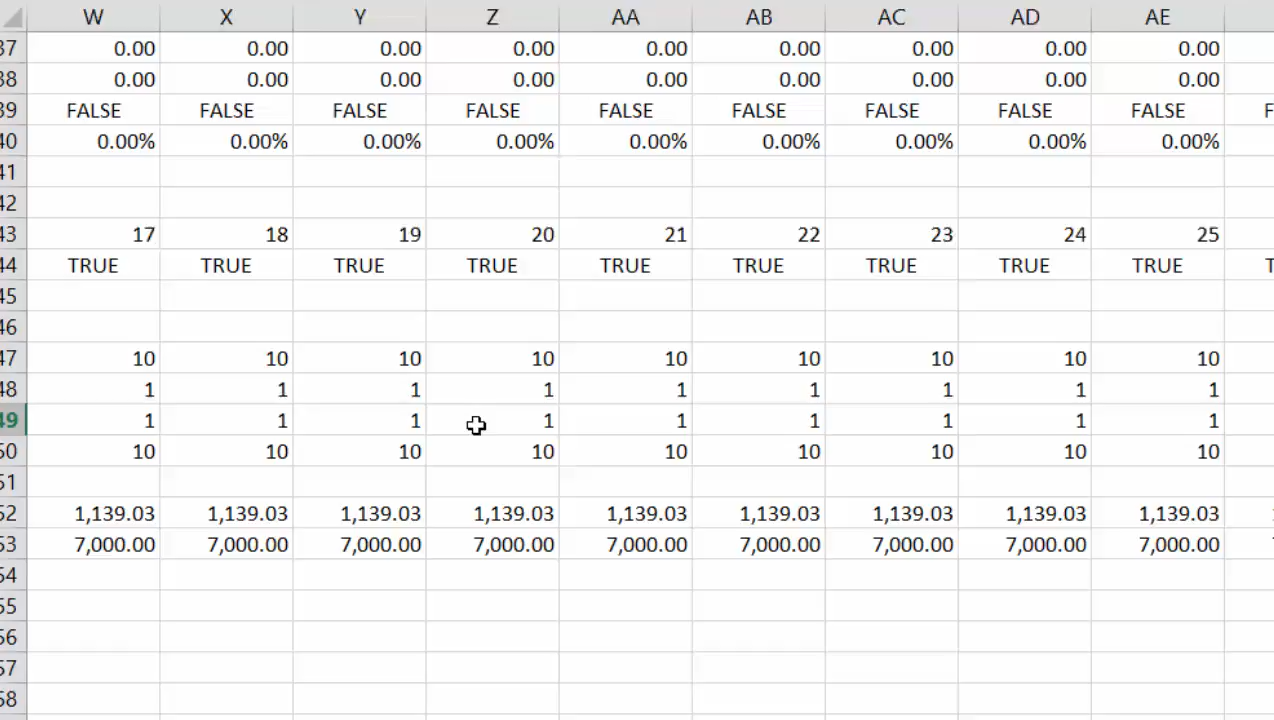 W X Y Z AA AB AC AD AE
37 0.00 0.00 0.00 0.00 0.00 0.00 0.00 0.00 0.00
38 0.00 0.00 0.00 0.00 0.00 0.00 0.00 0.00 0.00
39 FALSE FALSE FALSE FALSE FALSE FALSE FALSE FALSE FALSE F
40 0.00% 0.00% 0.00% 0.00% 0.00% 0.00% 0.00% 0.00% 0.00%
41
42
43 17 18 19 20 21 22 23 24 25
44 TRUE TRUE TRUE TRUE TRUE TRUE TRUE TRUE TRUE T
45
46
47 10 10 10 10 10 10 10 10 10
48 1 1 1 1 1 1 1 1 1
49 1 1 1 1 1 1 1 1 1
50 10 10 10 10 10 10 10 10 10
51
52 1,139.03 1,139.03 1,139.03 1,139.03 1,139.03 1,139.03 1,139.03 1,139.03 1,139.03
53 7,000.00 7,000.00 7,000.00 7,000.00 7,000.00 7,000.00 7,000.00 7,000.00 7,000.00
54
55
56
57
58